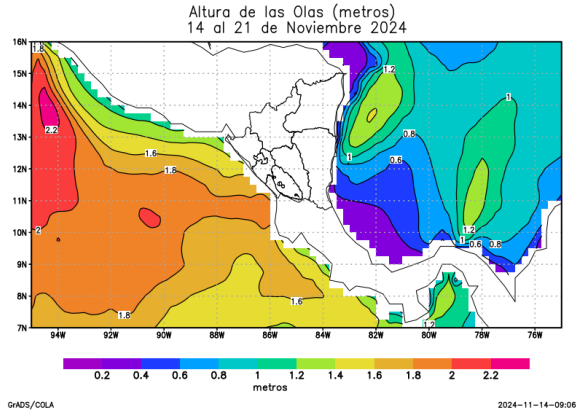 Altura de las Olas (metros)
14 al 21 de Noviembre 2024
16N
15N
14N
13N
12N
11N
10N
9N
8N
7N
94W 92W 90W 88W 86W 84W 82W 80W 78W 76W
1.8
2.2
1.6
1.8
2
1.8
1.6
1.2
1
0.8
1
0.6
1.2
1
0.6
0.8
1.2
0.2 0.4 0.6 0.8 1 1.2 1.4 1.6 1.8 2 2.2
metros
GrADS/COLA
2024-11-14-09:06